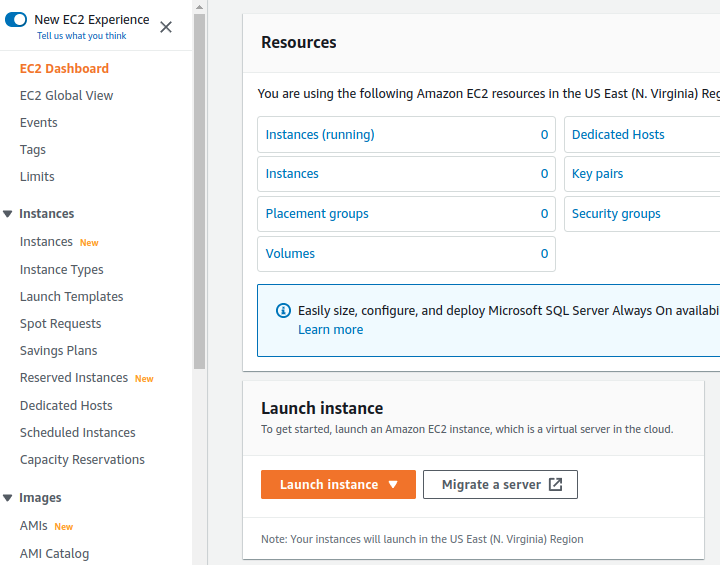 New EC2 Experience
Tell us what you think
EC2 Dashboard
EC2 Global View
Events
Tags
Limits
Instances
Instances New
Instance Types
Launch Templates
Spot Requests
Savings Plans
Reserved Instances New
Dedicated Hosts
Scheduled Instances
Capacity Reservations
Images
AMIs New
AMI Catalog
Resources
You are using the following Amazon EC2 resources in the US East (N. Virginia) Reg
Instances (running) 0
Dedicated Hosts
Instances 0
Key pairs
Placement groups 0
Security groups
Volumes 0
Easily size, configure, and deploy Microsoft SQL Server Always On availabi
Learn more
Launch instance
To get started, launch an Amazon EC2 instance, which is a virtual server in the cloud.
Launch instance
Migrate a server
Note: Your instances will launch in the US East (N. Virginia) Region